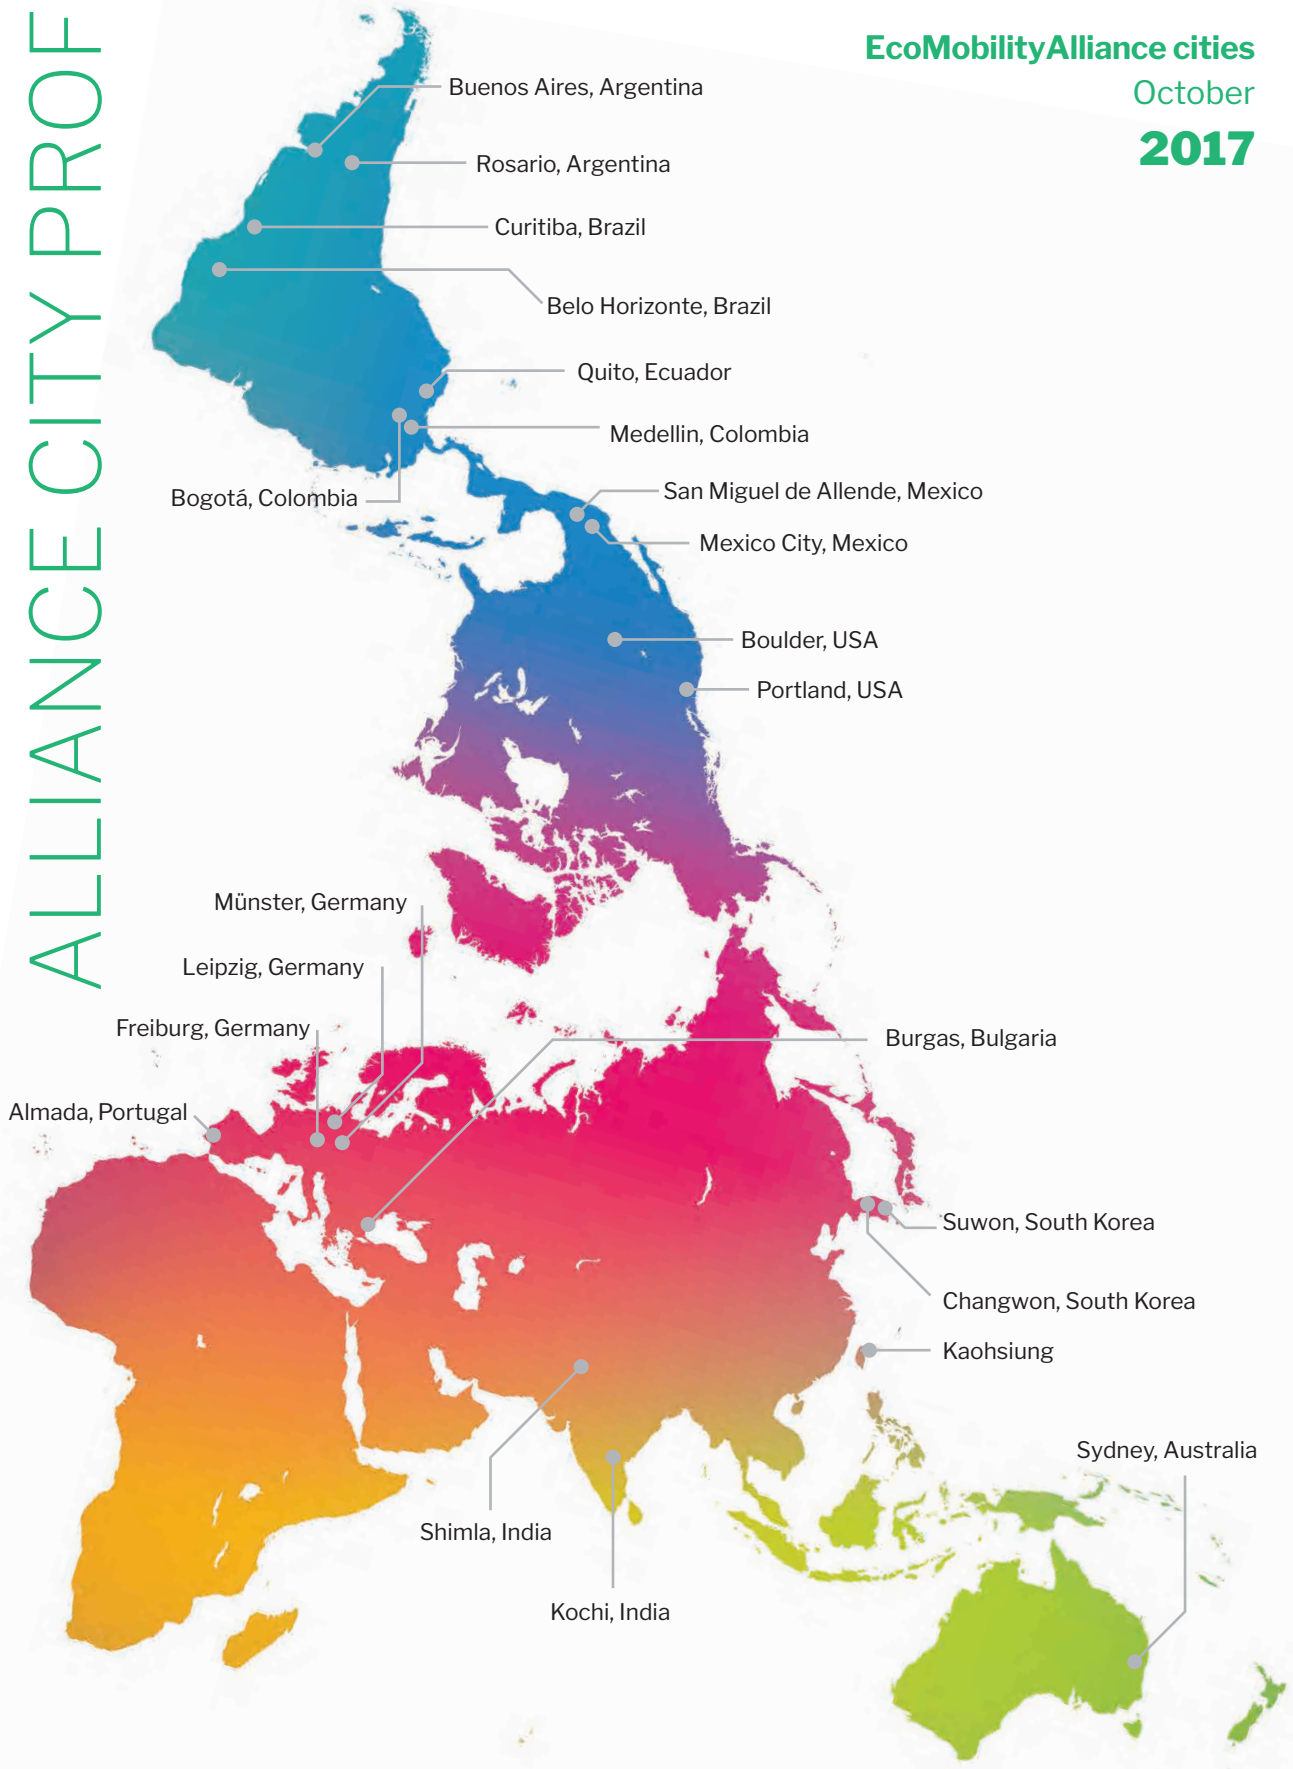 ALLIANCE CITY PROF
EcoMobilityAlliance cities
October
2017
Buenos Aires, Argentina
Rosario, Argentina
Curitiba, Brazil
Belo Horizonte, Brazil
Quito, Ecuador
Medellin, Colombia
Bogotá, Colombia
San Miguel de Allende, Mexico
Mexico City, Mexico
Boulder, USA
Portland, USA
Münster, Germany
Leipzig, Germany
Freiburg, Germany
Burgas, Bulgaria
Almada, Portugal
Suwon, South Korea
Changwon, South Korea
Kaohsiung
Sydney, Australia
Shimla, India
Kochi, India